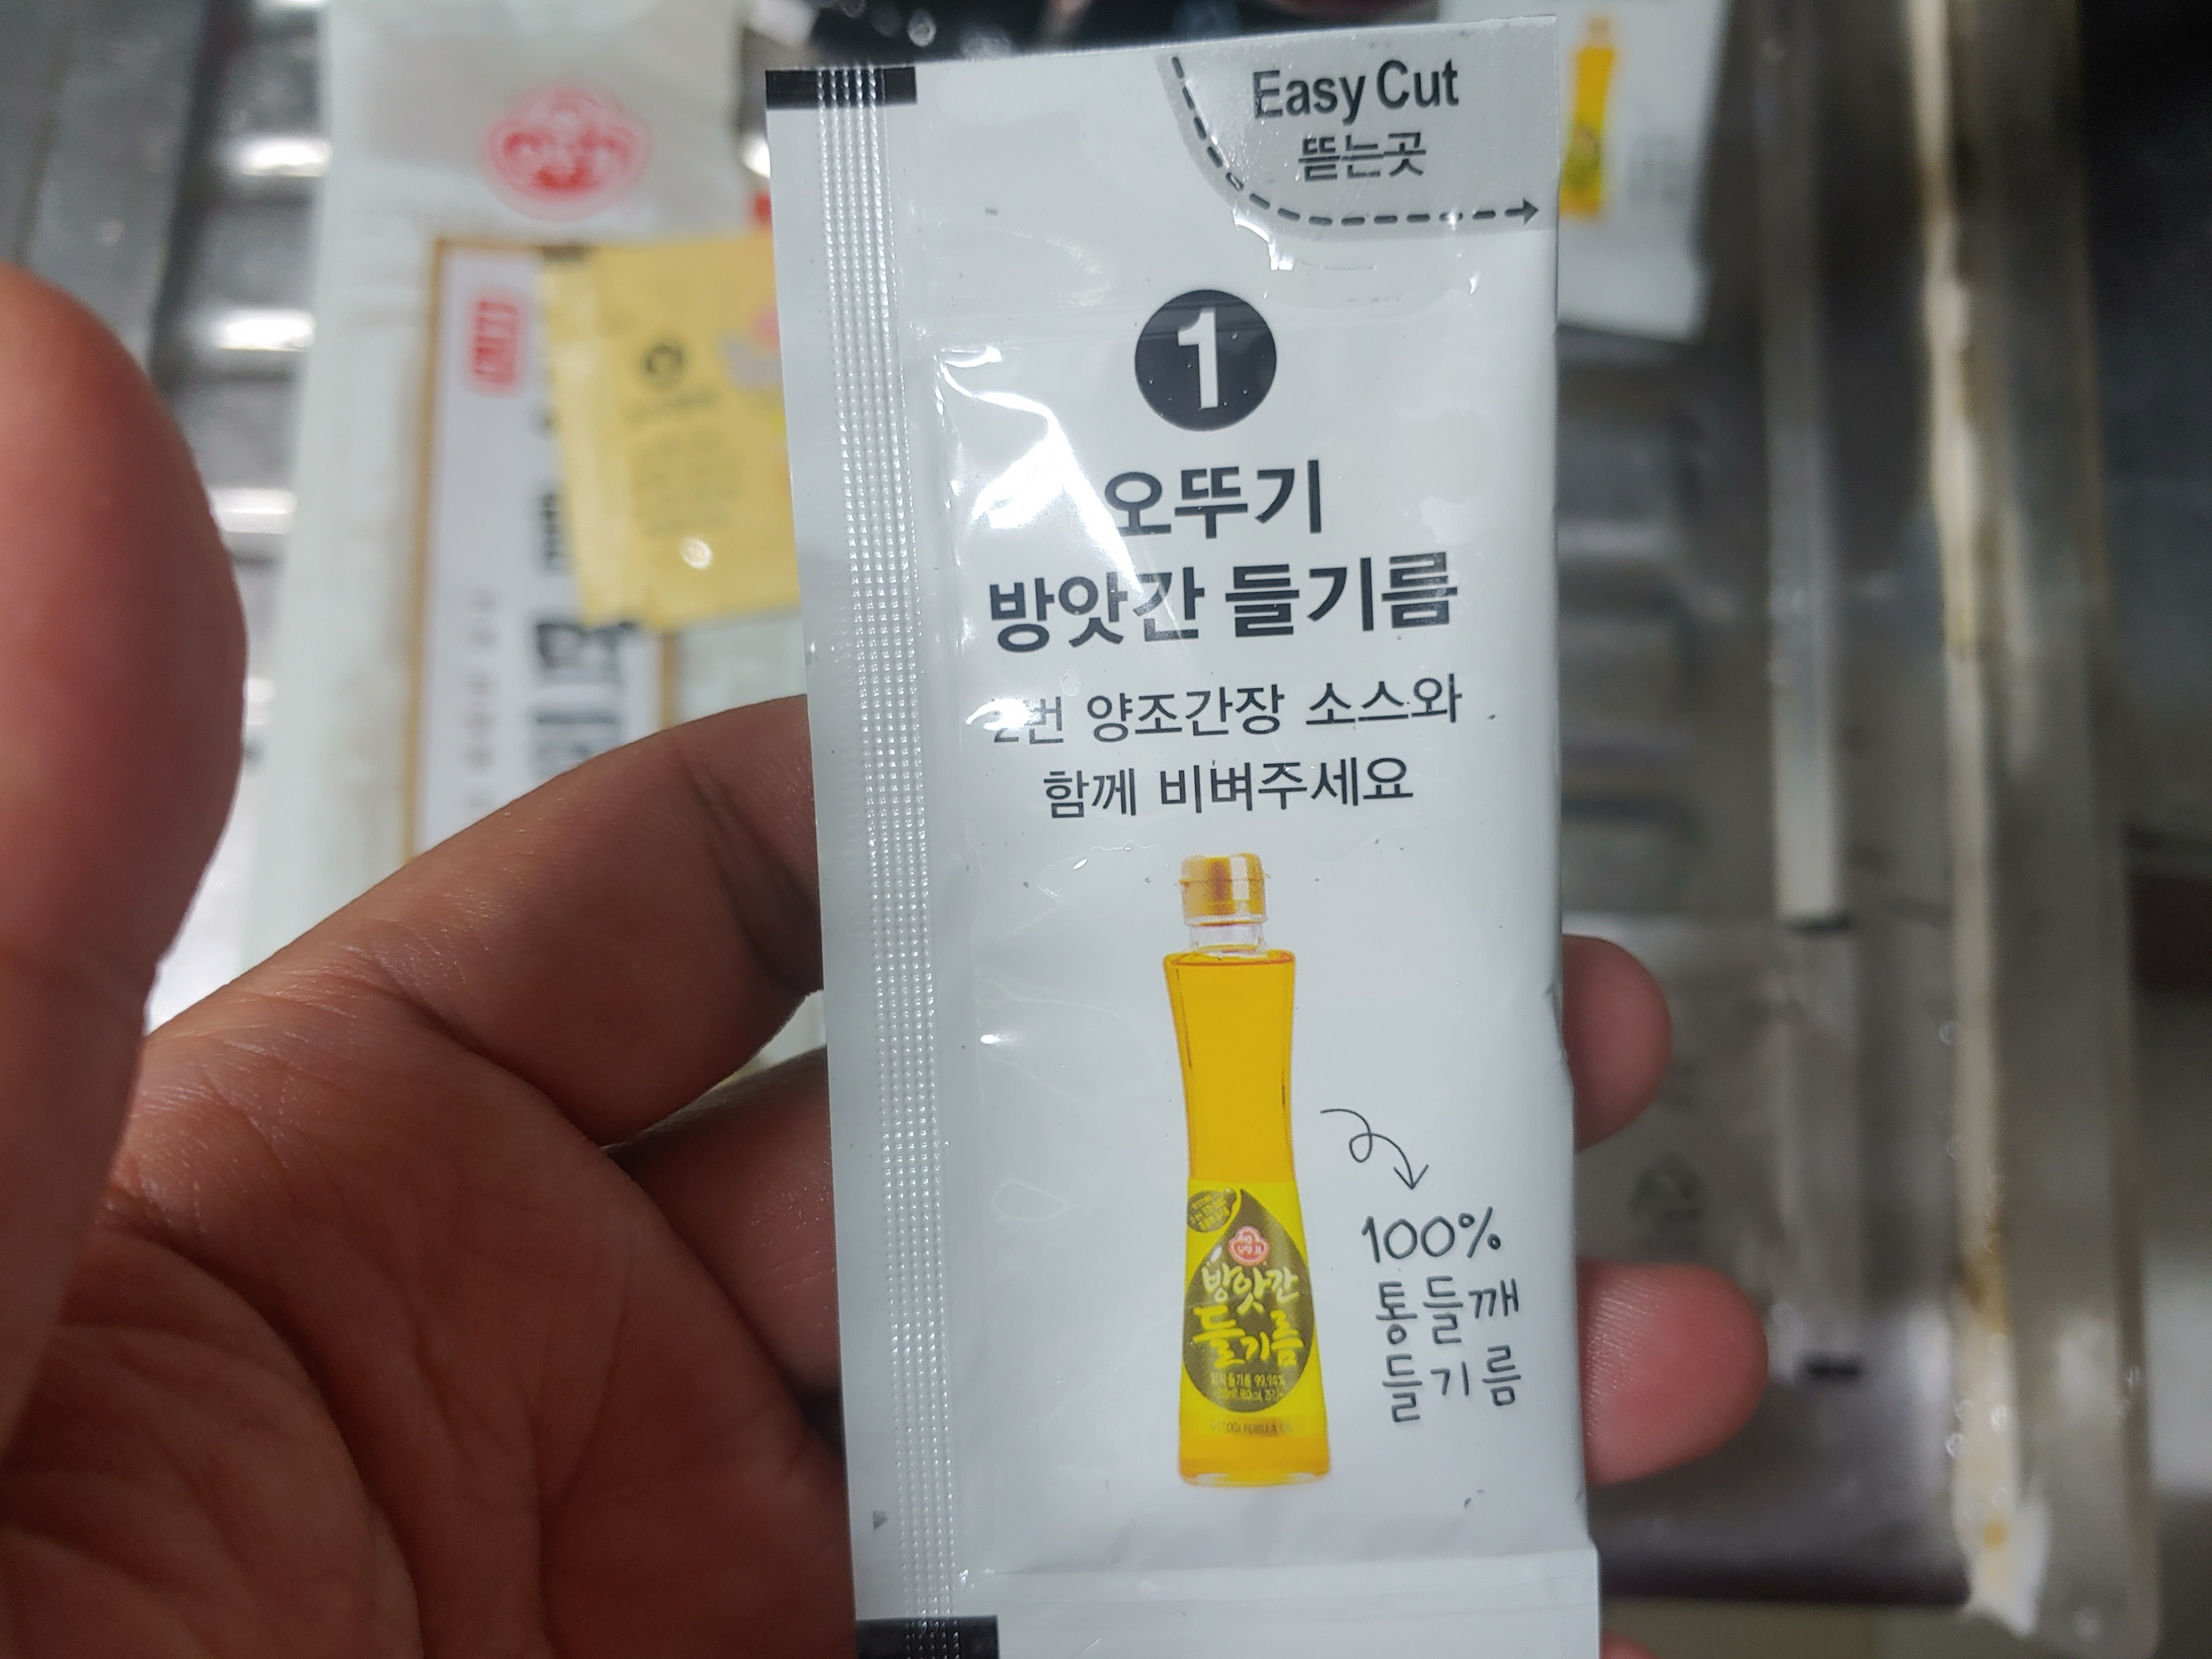 Easy Cut
뜯는곳
1
오뚜기
방앗간 들기름
2번 양조간장 소스와
함께 비벼주세요
방앗간
들기름
100%
통들깨
들기름